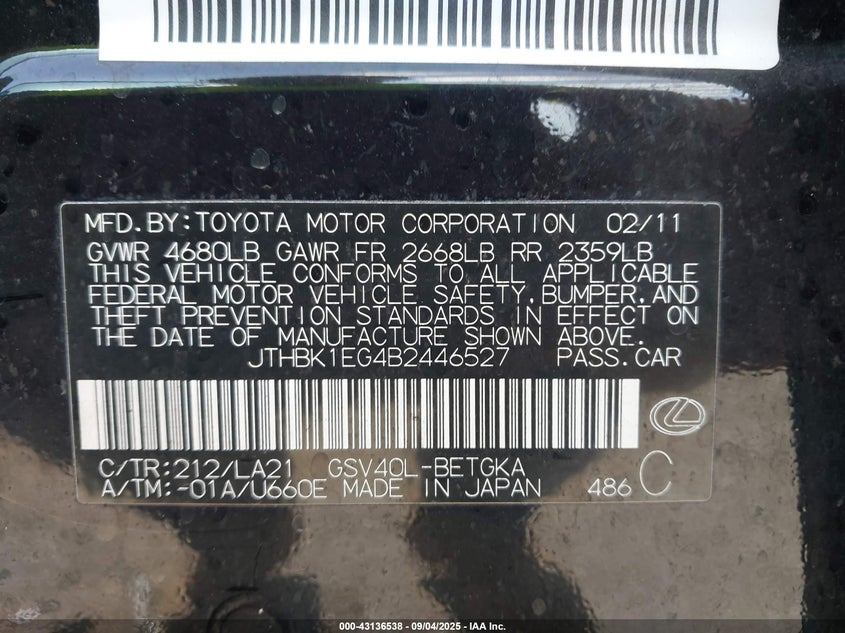 MFD.BY:TOYOTA MOTOR CORPORATION 02/11
GVWR 4680LB GAWR FR 2668LB RR 2359LB
THIS VEHICLE CONFORMS TO ALL APPLICABLE
FEDERAL MOTOR VEHICLE SAFETY,BUMPER,AND
THEFT PREVENTION STANDARDS IN EFFECT ON
THE DATE OF MANUFACTURE SHOWN ABOVE.
JTHBK1EG4B2446527 PASS.CAR
C/TR:212/LA21 GSV40L-BETGKA
A/TM:-01A/U660E MADE IN JAPAN 486 C
000-43136538 - 09/04/2025 - IAA Inc.